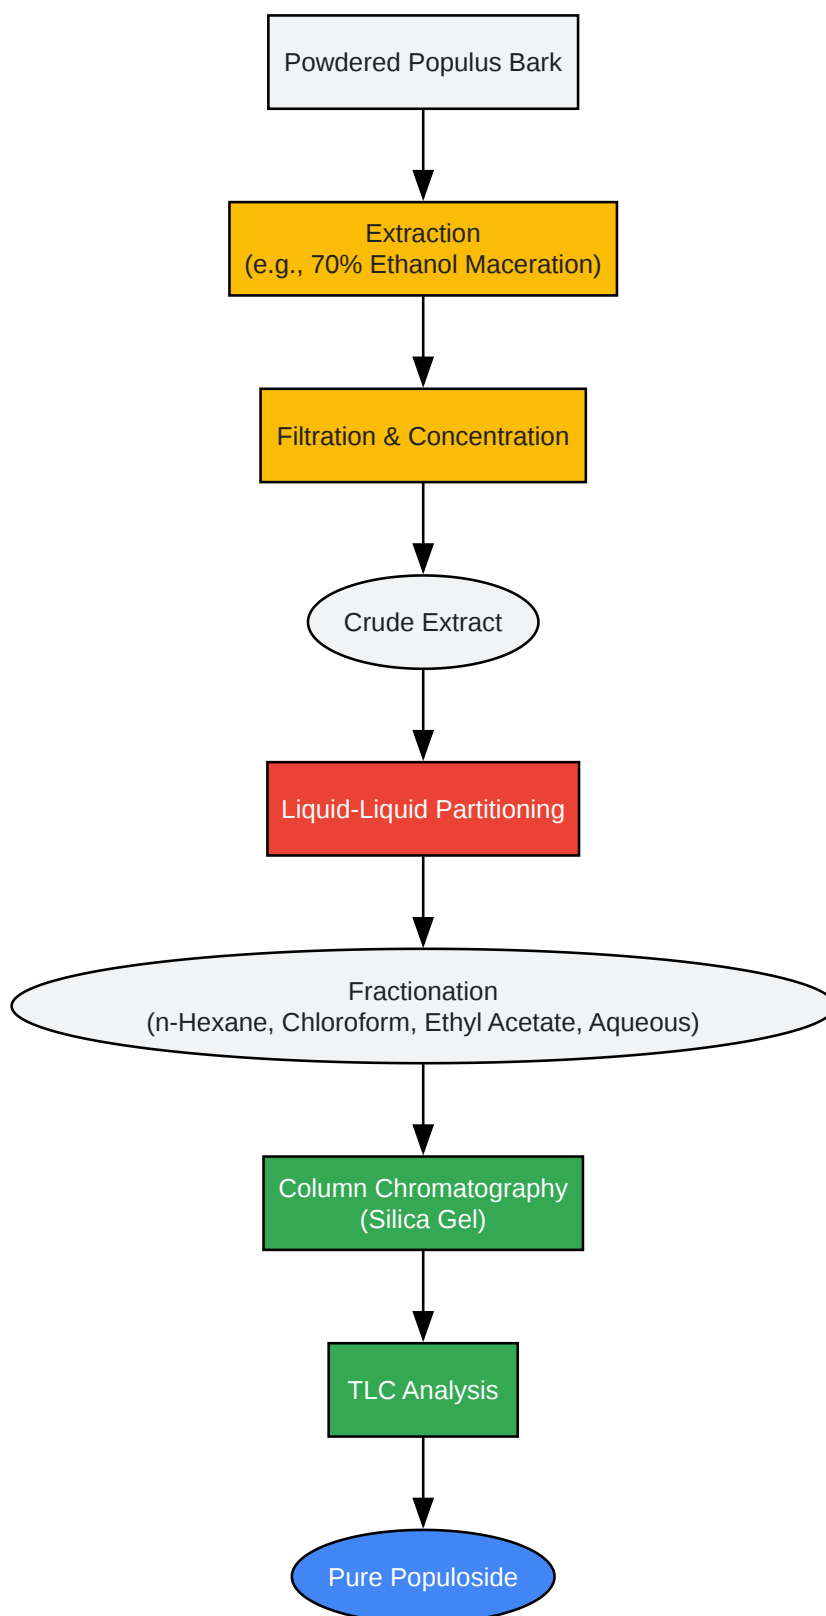 Powdered Populus Bark
Extraction
(e.g., 70% Ethanol Maceration)
Filtration & Concentration
Crude Extract
Liquid-Liquid Partitioning
Fractionation
(n-Hexane, Chloroform, Ethyl Acetate, Aqueous)
Column Chromatography
(Silica Gel)
TLC Analysis
Pure Populoside